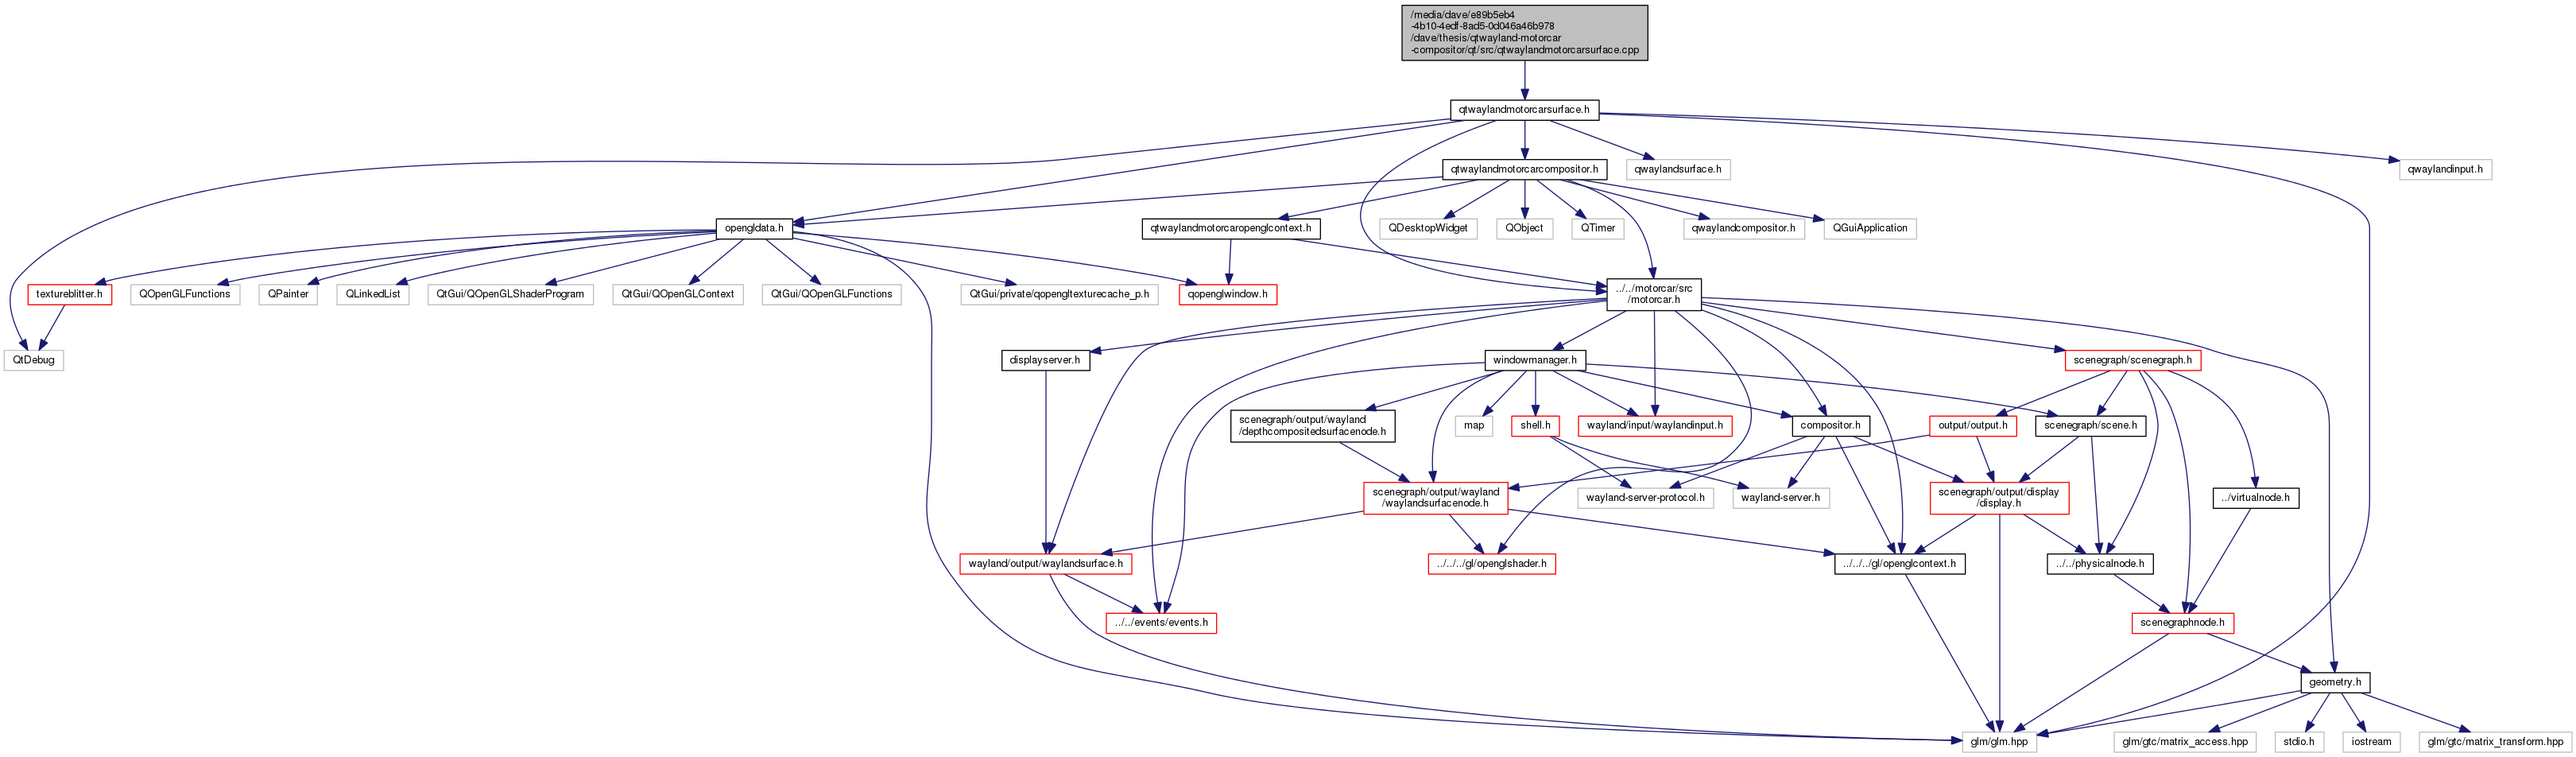 /media/dave/e89b5eb4
-4b10-4edf-8ad5-0d046a46b978
/dave/thesis/qtwayland-motorcar
-compositor/qt/src/qtwaylandmotorcarsurface.cpp
qtwaylandmotorcarsurface.h
qtwaylandmotorcarcompositor.h
qwaylandsurface.h
qwaylandinput.h
opengldata.h
qtwaylandmotorcaropenglcontext.h
QDesktopWidget
QObject
QTimer
qwaylandcompositor.h
QGuiApplication
textureblitter.h
QOpenGLFunctions
QPainter
QLinkedList
QtGui/QOpenGLShaderProgram
QtGui/QOpenGLContext
QtGui/QOpenGLFunctions
QtGui/private/qopengltexturecache_p.h
qopenglwindow.h
../../motorcar/src
/motorcar.h
QtDebug
displayserver.h
windowmanager.h
scenegraph/scenegraph.h
scenegraph/output/wayland
/depthcompositedsurfacenode.h
map
shell.h
wayland/input/waylandinput.h
compositor.h
output/output.h
scenegraph/scene.h
scenegraph/output/wayland
/waylandsurfacenode.h
wayland-server-protocol.h
wayland-server.h
scenegraph/output/display
/display.h
../virtualnode.h
wayland/output/waylandsurface.h
../../../gl/openglshader.h
../../../gl/openglcontext.h
../../physicalnode.h
../../events/events.h
scenegraphnode.h
geometry.h
glm/glm.hpp
glm/gtc/matrix_access.hpp
stdio.h
iostream
glm/gtc/matrix_transform.hpp